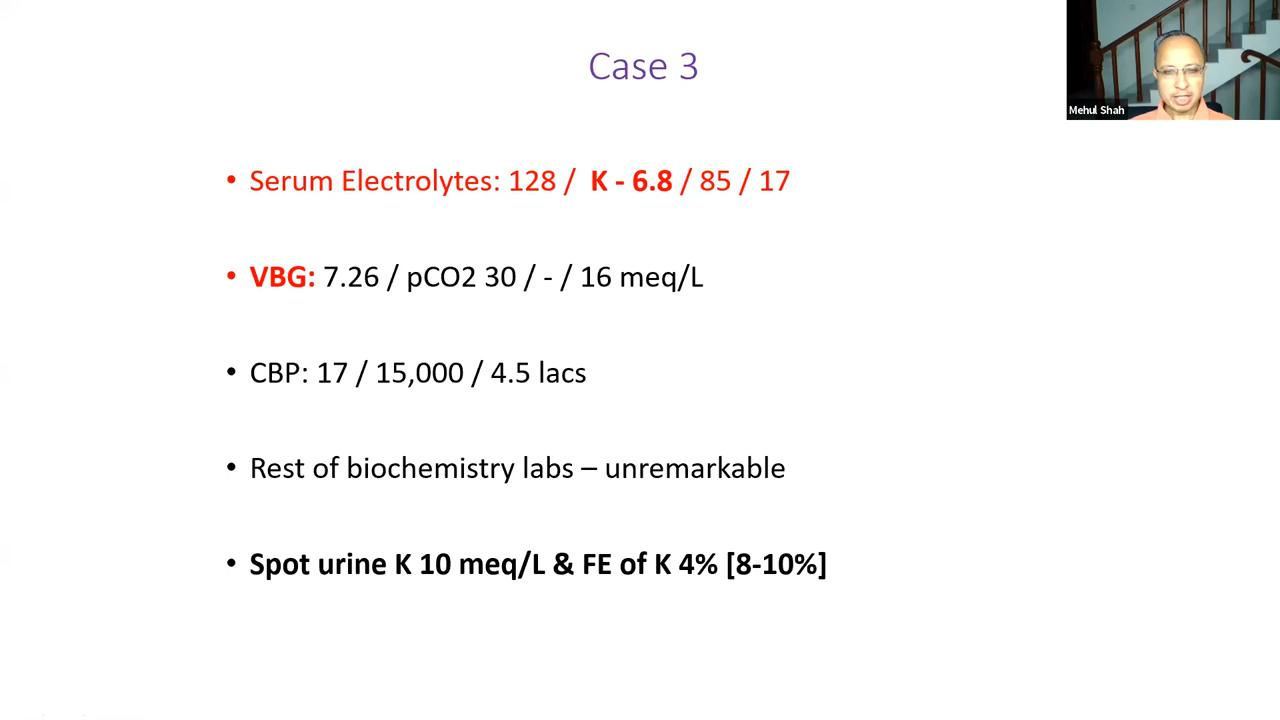 Case 3
Mehul Shah
• Serum Electrolytes: 128 / K - 6.8 / 85 / 17
• VBG: 7.26 / pCO2 30 / - / 16 meq/L
• CBP: 17 / 15,000 / 4.5 lacs
• Rest of biochemistry labs – unremarkable
• Spot urine K 10 meq/L & FE of K 4% [8-10%]